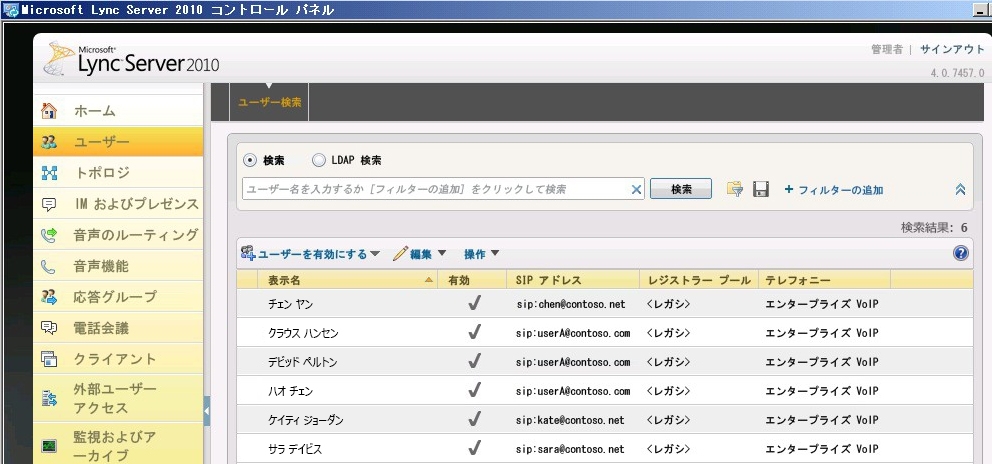 Microsoft Lync Server 2010 コントロール パネル
Microsoft
Lync Server 2010
管理者 | サインアウト
4.0.7457.0
ホーム
ユーザー
トポロジ
IM およびプレゼンス
音声のルーティング
音声機能
応答グループ
電話会議
クライアント
外部ユーザー
アクセス
監視およびア
ーカイブ
ユーザー検索
検索 LDAP 検索
ユーザー名を入力するか [フィルターの追加] をクリックして検索 検索 フィルターの追加
検索結果: 6
ユーザーを有効にする 編集 操作
表示名 有効 SIP アドレス レジストラー プール テレフォニー
チェン ヤン sip:chen@contoso.net <レガシ> エンタープライズ VoIP
クラウス ハンセン sip:userA@contoso.com <レガシ> エンタープライズ VoIP
デビッド ペルトン sip:userA@contoso.com <レガシ> エンタープライズ VoIP
ハオ チェン sip:userA@contoso.com <レガシ> エンタープライズ VoIP
ケイティ ジョーダン sip:kate@contoso.net <レガシ> エンタープライズ VoIP
サラ デイビス sip:sara@contoso.net <レガシ> エンタープライズ VoIP